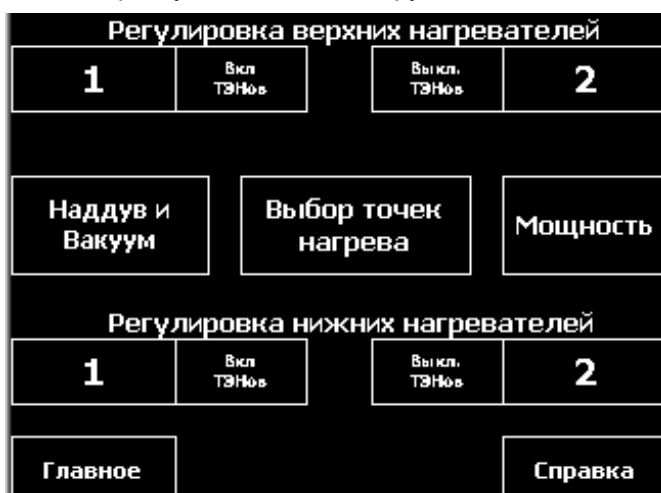 Регулировка верхних нагревателей
1 Вкл ТЭНов Выкл. ТЭНов 2
Наддув и Вакуум
Выбор точек нагрева
Мощность
Регулировка нижних нагревателей
1 Вкл ТЭНов Выкл. ТЭНов 2
Главное
Справка